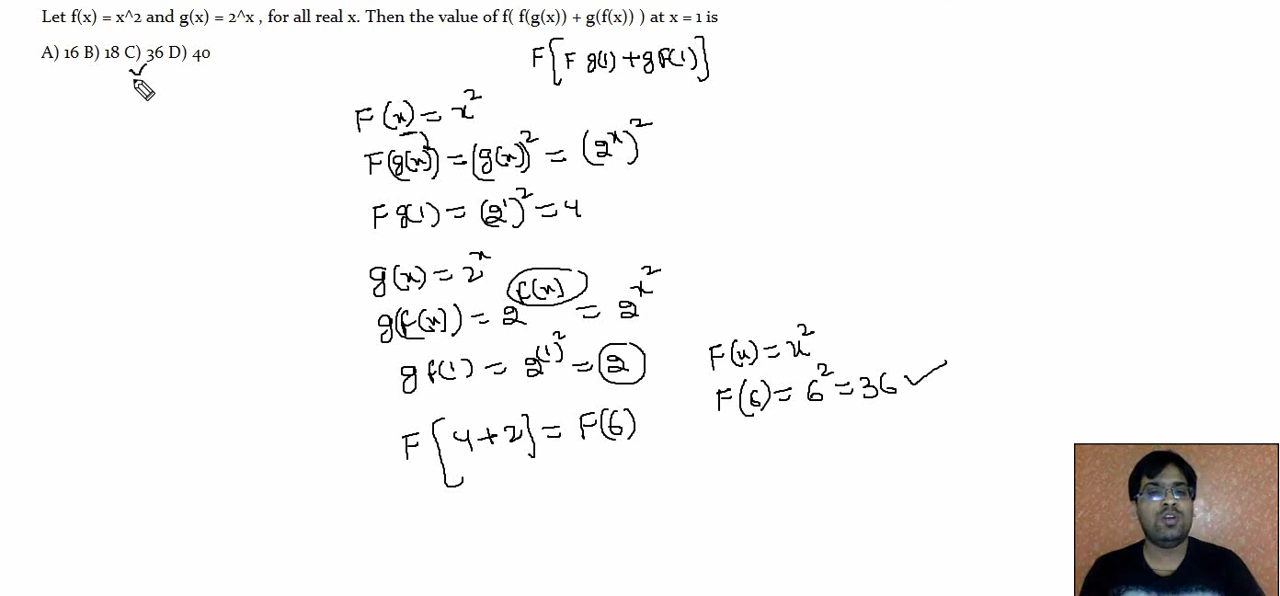 Let f(x) = x^2 and g(x) = 2^x , for all real x. Then the value of f( f(g(x)) + g(f(x)) ) at x = 1 is
A) 16 B) 18 C) 36 D) 40
F[F g(1) + g f(1)]
F(x) = x²
F(g(x)) = (g(x))² = (2ˣ)²
F g(1) = (2¹)² = 4
g(x) = 2^x
g(f(x)) = 2^f(x) = 2^x²
g f(1) = 2^(1)² = 2
F[4+2] = F(6)
F(x) = x²
F(6) = 6² = 36 ✓